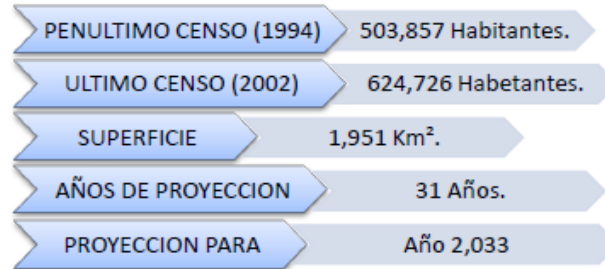 PENULTIMO CENSO (1994) 503,857 Habitantes.
ULTIMO CENSO (2002) 624,726 Habetantes.
SUPERFICIE 1,951 Km².
AÑOS DE PROYECCION 31 Años.
PROYECCION PARA Año 2,033